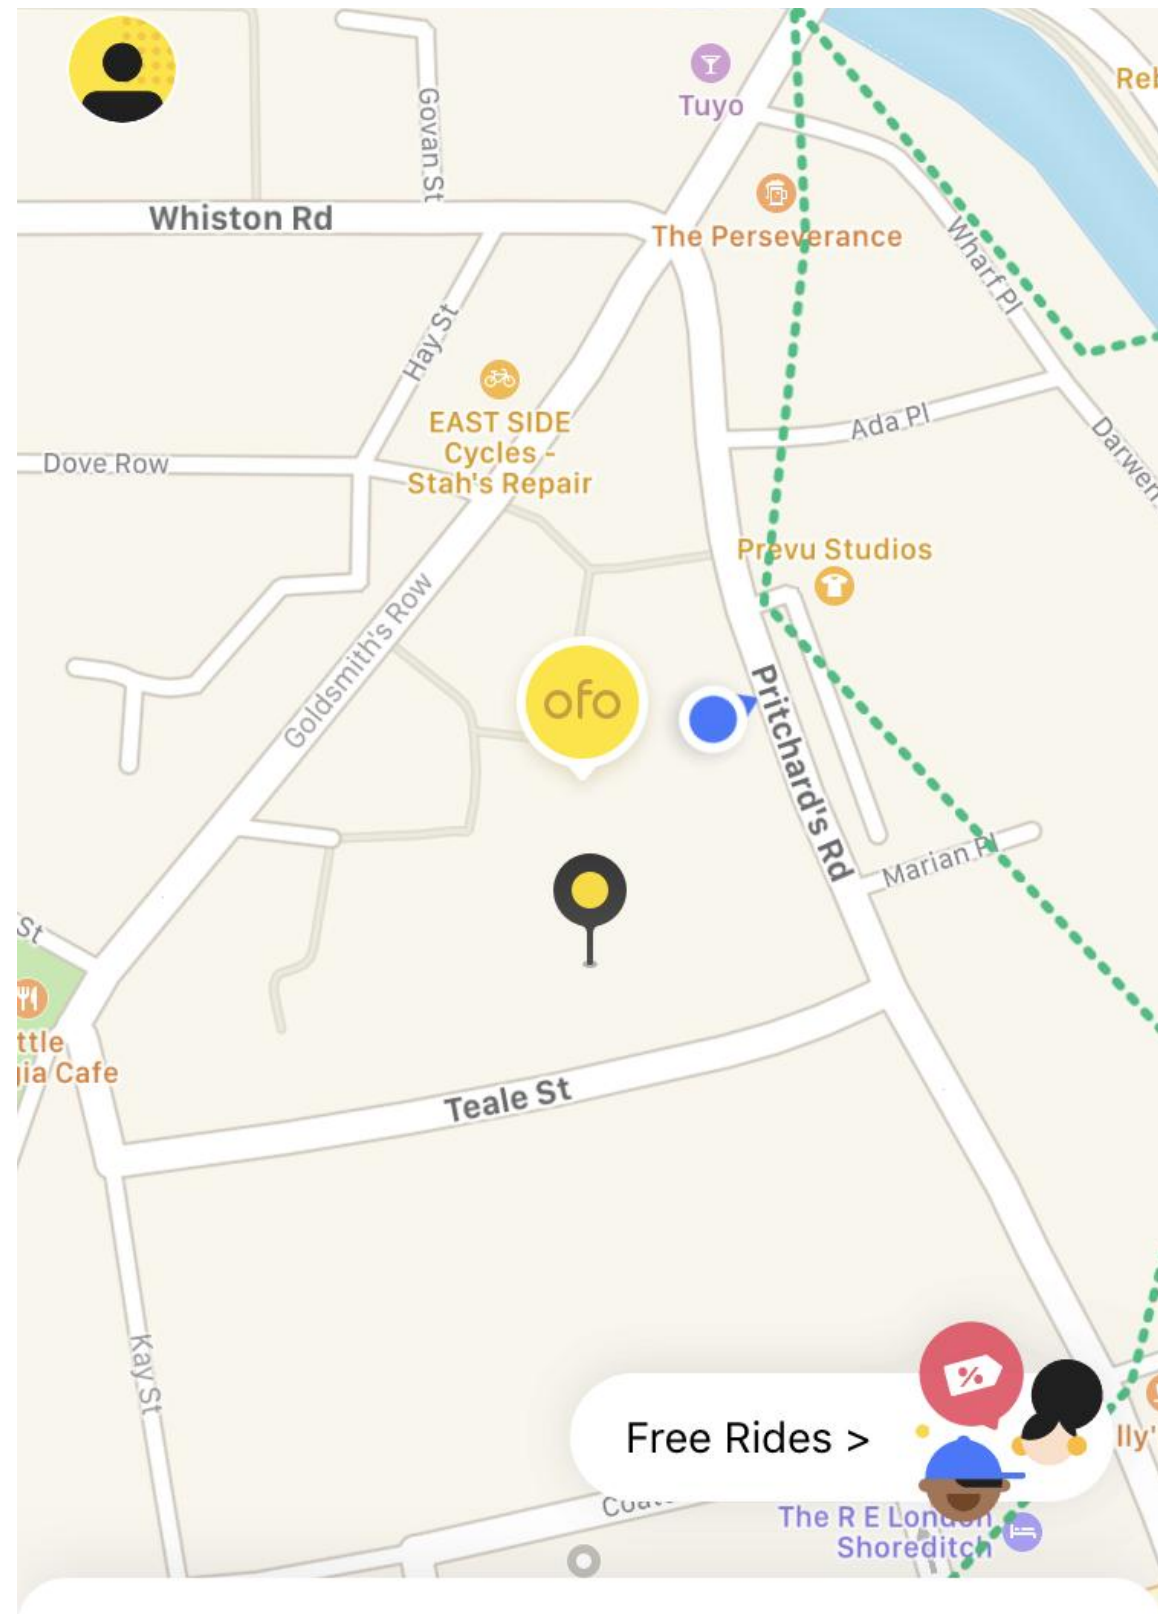 Govan St
Tuyo
Whiston Rd
The Perseverance
Wharf Pl
Hay St
EAST SIDE
Cycles -
Stah's Repair
Ada Pl
Dove Row
Prevu Studios
Goldsmith's Row
ofo
Pritchard's Rd
Marian Pl
St
ttle
gia Cafe
Teale St
Kay St
Free Rides >
lly'
The R E London
Shoreditch